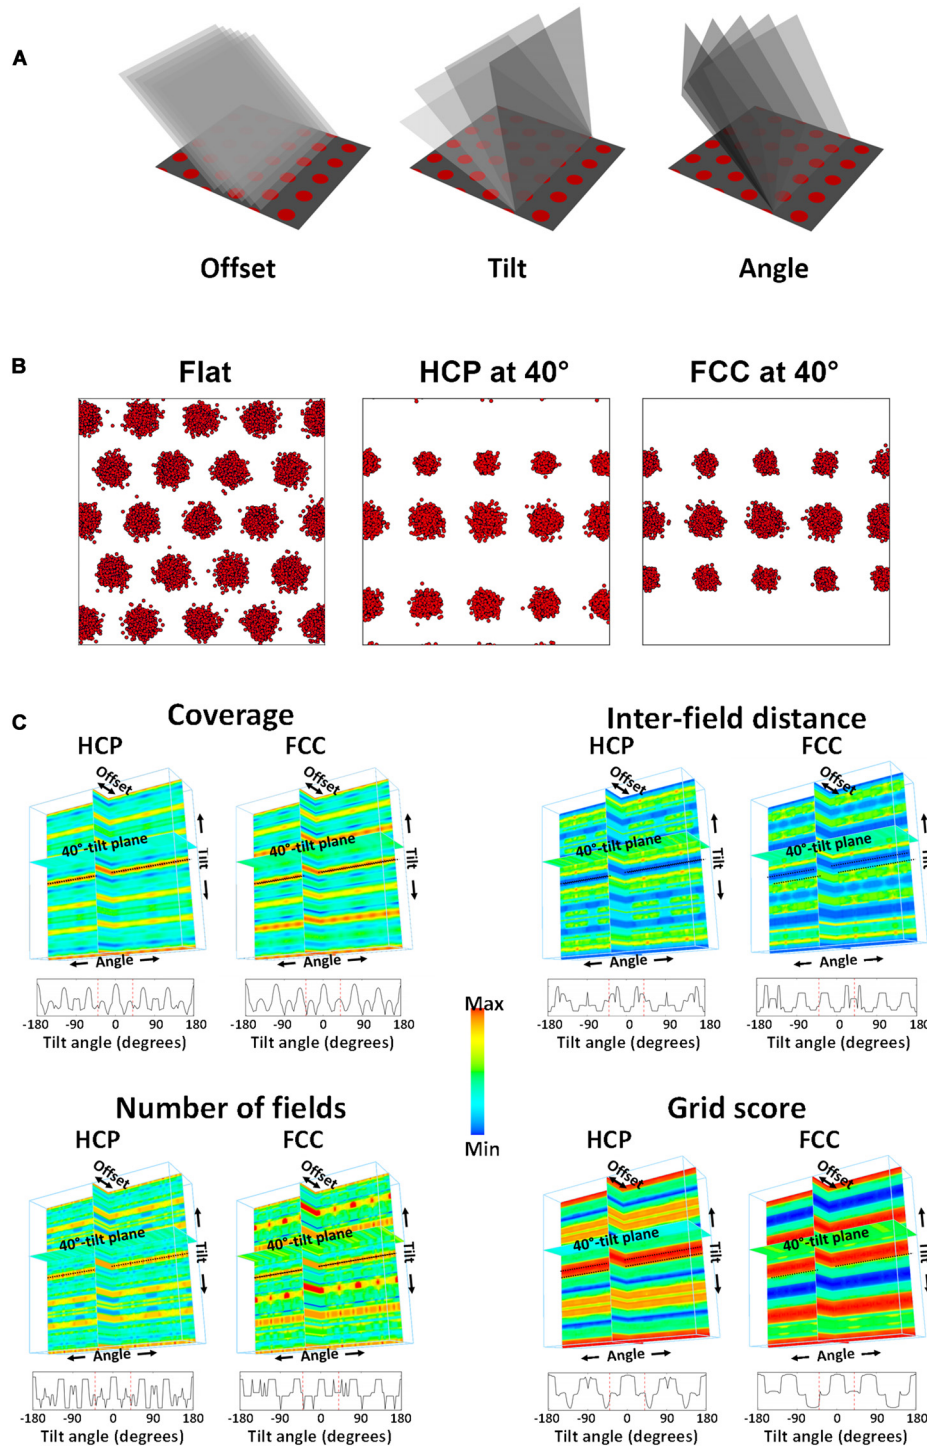 A
Offset
Tilt
Angle
B
Flat
HCP at 40°
FCC at 40°
C
Coverage
HCP
FCC
Offset
Offset
40°-tilt plane
40°-tilt plane
Tilt
Tilt
Angle
Angle
-180 -90 0 90 180
-180 -90 0 90 180
Tilt angle (degrees)
Tilt angle (degrees)
Inter-field distance
HCP
FCC
Offset
Offset
40°-tilt plane
40°-tilt plane
Tilt
Tilt
Angle
Angle
-180 -90 0 90 180
-180 -90 0 90 180
Tilt angle (degrees)
Tilt angle (degrees)
Max
Min
Number of fields
HCP
FCC
Offset
Offset
40°-tilt plane
40°-tilt plane
Tilt
Tilt
Angle
Angle
-180 -90 0 90 180
-180 -90 0 90 180
Tilt angle (degrees)
Tilt angle (degrees)
Grid score
HCP
FCC
Offset
Offset
40°-tilt plane
40°-tilt plane
Tilt
Tilt
Angle
Angle
-180 -90 0 90 180
-180 -90 0 90 180
Tilt angle (degrees)
Tilt angle (degrees)